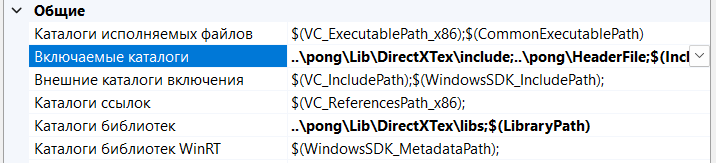 Общие
Каталоги исполняемых файлов $(VC_ExecutablePath_x86);$(CommonExecutablePath)
Включаемые каталоги ..\pong\Lib\DirectXTex\include;..\pong\HeaderFile;$(Incl
Внешние каталоги включения $(VC_IncludePath);$(WindowsSDK_IncludePath);
Каталоги ссылок $(VC_ReferencesPath_x86);
Каталоги библиотек ..\pong\Lib\DirectXTex\libs;$(LibraryPath)
Каталоги библиотек WinRT $(WindowsSDK_MetadataPath);